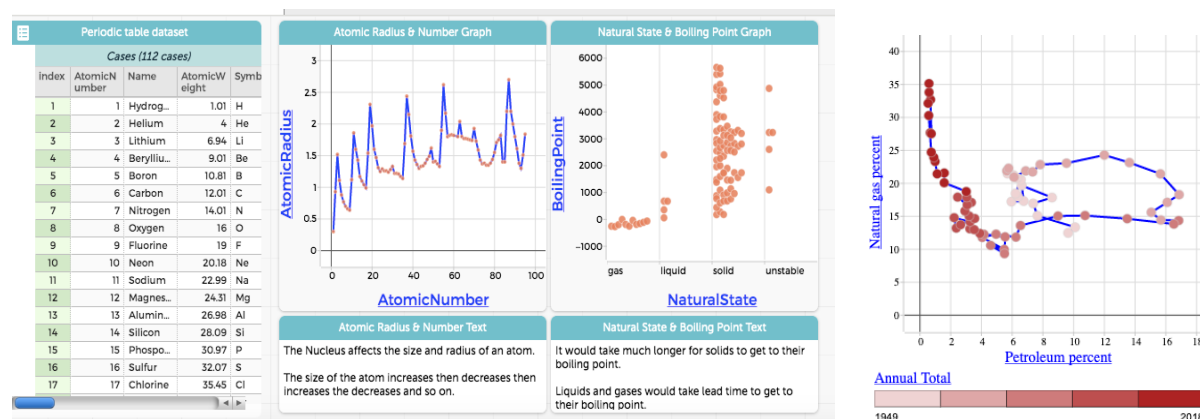 Periodic table dataset
Cases (112 cases)
index AtomicN umber Name AtomicW eight Symb
1 1 Hydrog... 1.01 H
2 2 Helium 4 He
3 3 Lithium 6.94 Li
4 4 Berylliu... 9.01 Be
5 5 Boron 10.81 B
6 6 Carbon 12.01 C
7 7 Nitrogen 14.01 N
8 8 Oxygen 16 O
9 9 Fluorine 19 F
10 10 Neon 20.18 Ne
11 11 Sodium 22.99 Na
12 12 Magnes... 24.31 Mg
13 13 Alumin... 26.98 Al
14 14 Silicon 28.09 Si
15 15 Phospo... 30.97 P
16 16 Sulfur 32.07 S
17 17 Chlorine 35.45 Cl
Atomic Radius & Number Graph
AtomicRadius
3
2.5
2
1.5
1
0.5
0
0 20 40 60 80 100
AtomicNumber
Natural State & Boiling Point Graph
BoilingPoint
6000
5000
4000
3000
2000
1000
0
-1000
gas liquid solid unstable
NaturalState
Atomic Radius & Number Text
The Nucleus affects the size and radius of an atom.
The size of the atom increases then decreases then
increases the decreases and so on.
Natural State & Boiling Point Text
It would take much longer for solids to get to their
boiling point.
Liquids and gases would take lead time to get to
their boiling point.
Natural gas percent
40
35
30
25
20
15
10
5
0
0 2 4 6 8 10 12 14 16 18
Petroleum percent
Annual Total
1949 2018